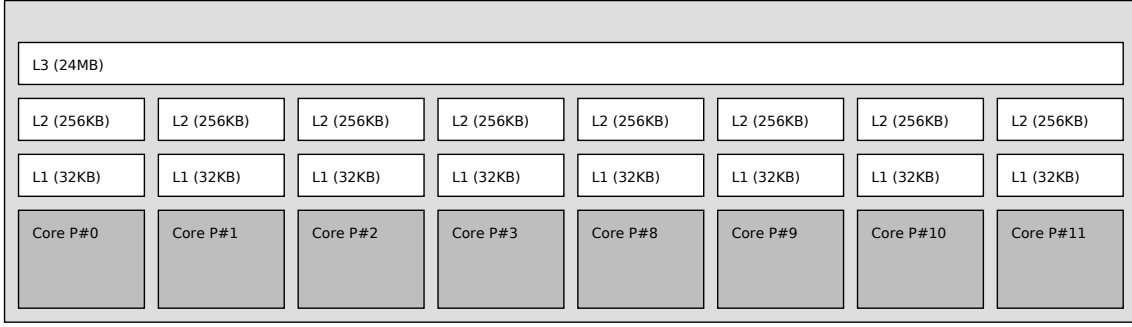 L3 (24MB)
L2 (256KB) L2 (256KB) L2 (256KB) L2 (256KB) L2 (256KB) L2 (256KB) L2 (256KB) L2 (256KB)
L1 (32KB) L1 (32KB) L1 (32KB) L1 (32KB) L1 (32KB) L1 (32KB) L1 (32KB) L1 (32KB)
Core P#0 Core P#1 Core P#2 Core P#3 Core P#8 Core P#9 Core P#10 Core P#11